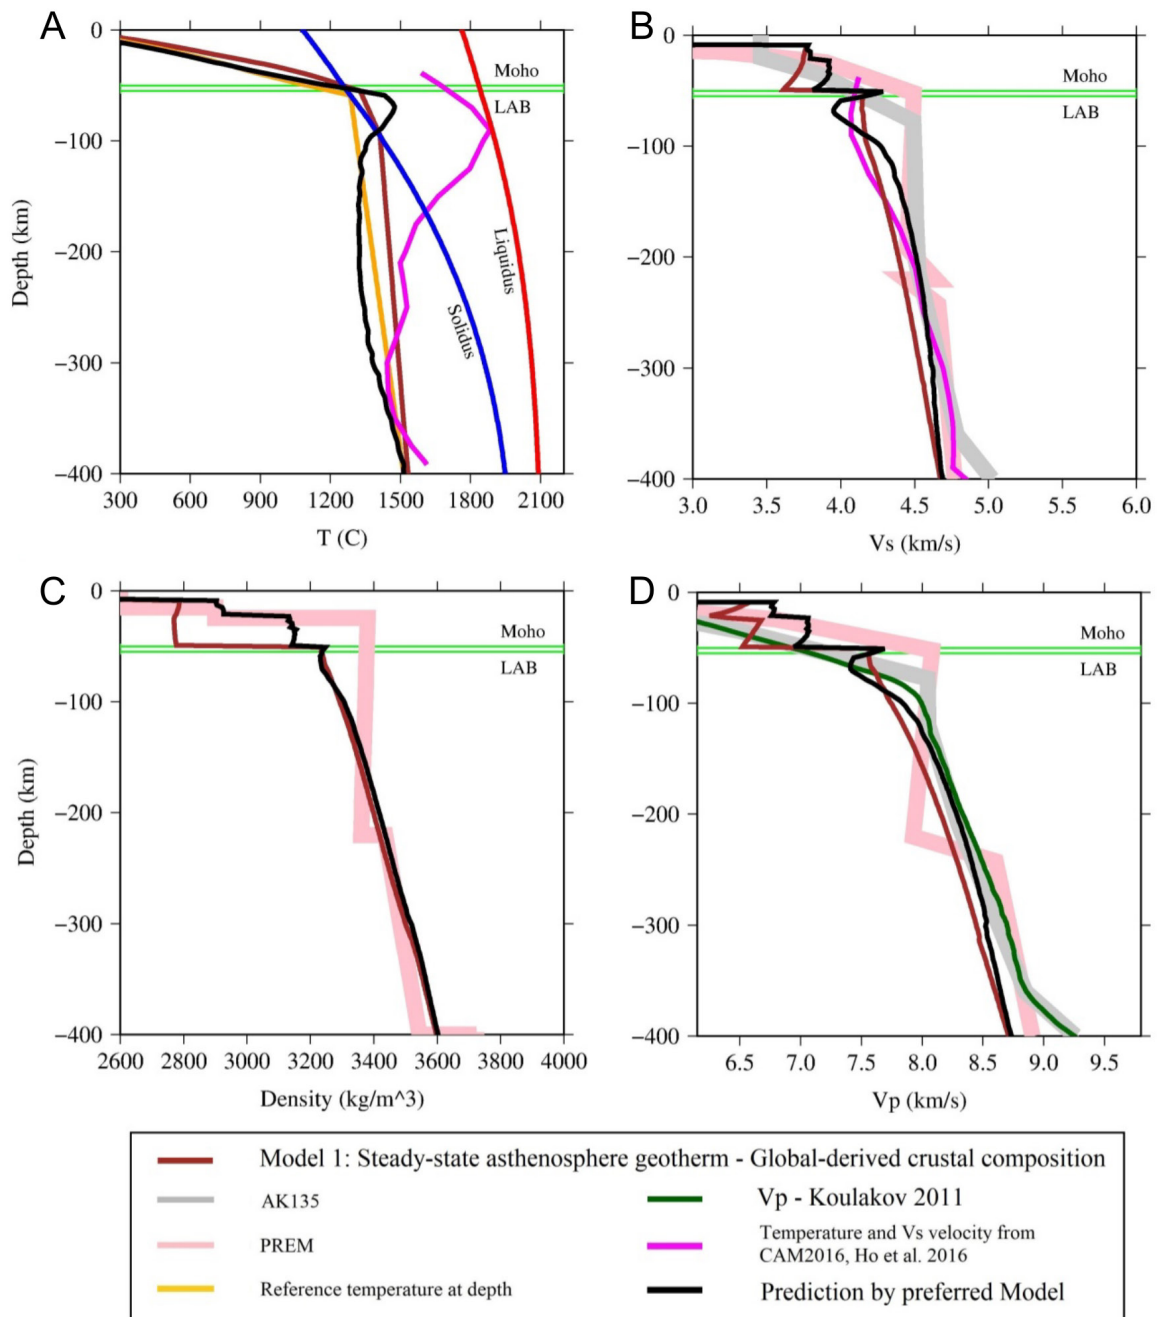 A
B
0
−100
−200
−300
−400
Depth (km)
300 600 900 1200 1500 1800 2100
T (C)
Moho
LAB
Liquidus
Solidus
0
−100
−200
−300
−400
3.0 3.5 4.0 4.5 5.0 5.5 6.0
Vs (km/s)
Moho
LAB
C
D
0
−100
−200
−300
−400
Depth (km)
2600 2800 3000 3200 3400 3600 3800 4000
Density (kg/m^3)
Moho
LAB
0
−100
−200
−300
−400
6.5 7.0 7.5 8.0 8.5 9.0 9.5
Vp (km/s)
Moho
LAB
Model 1: Steady-state asthenosphere geotherm - Global-derived crustal composition
AK135
Vp - Koulakov 2011
PREM
Temperature and Vs velocity from
CAM2016, Ho et al. 2016
Reference temperature at depth
Prediction by preferred Model